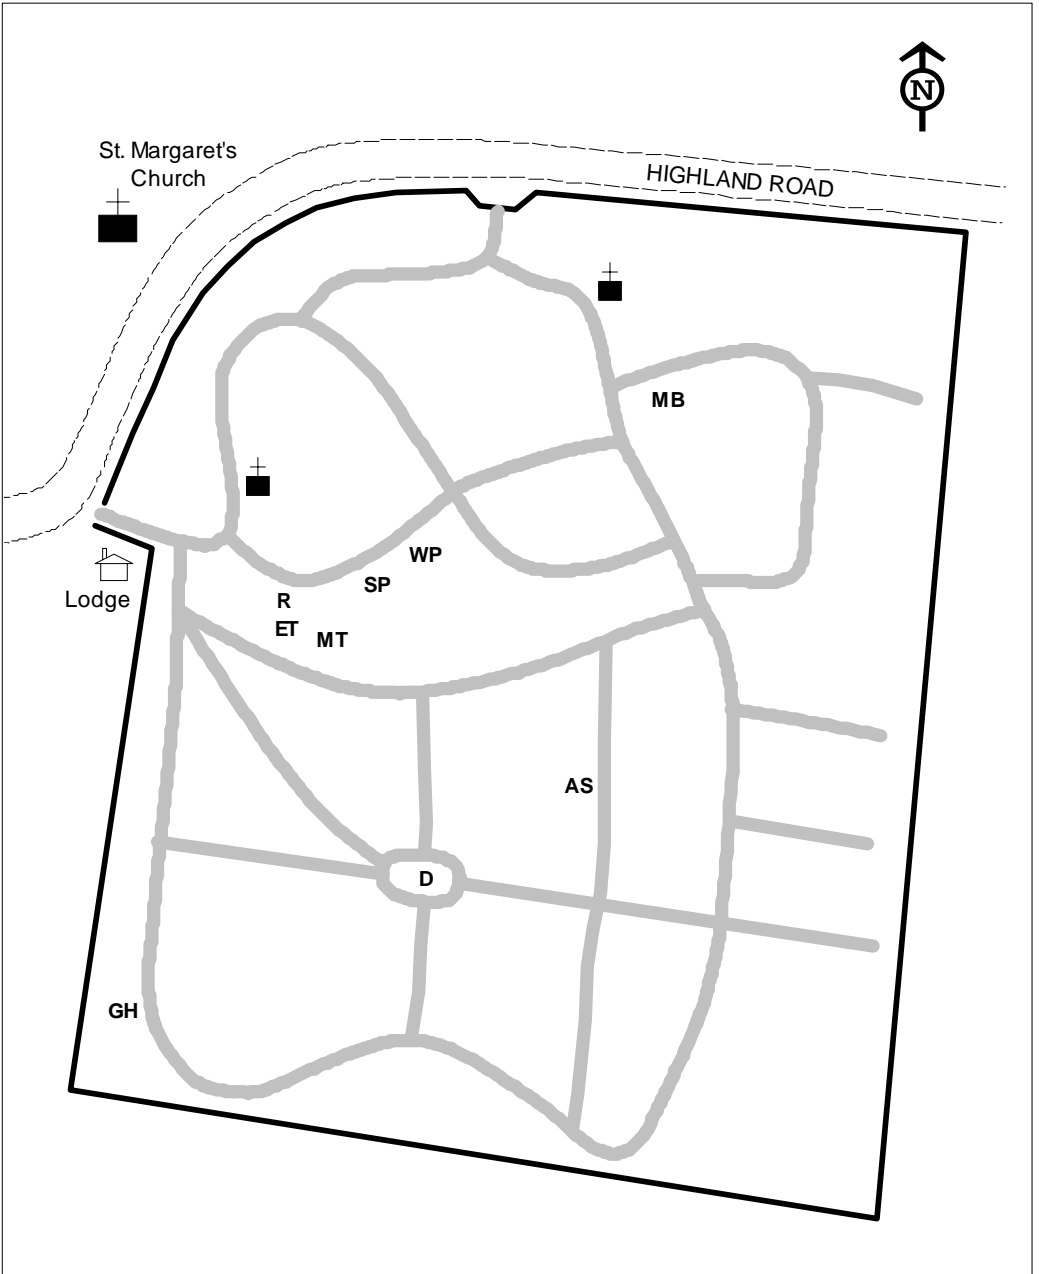 N
St. Margaret's
Church
HIGHLAND ROAD
MB
WP
SP
Lodge
R
ET
MT
AS
D
GH